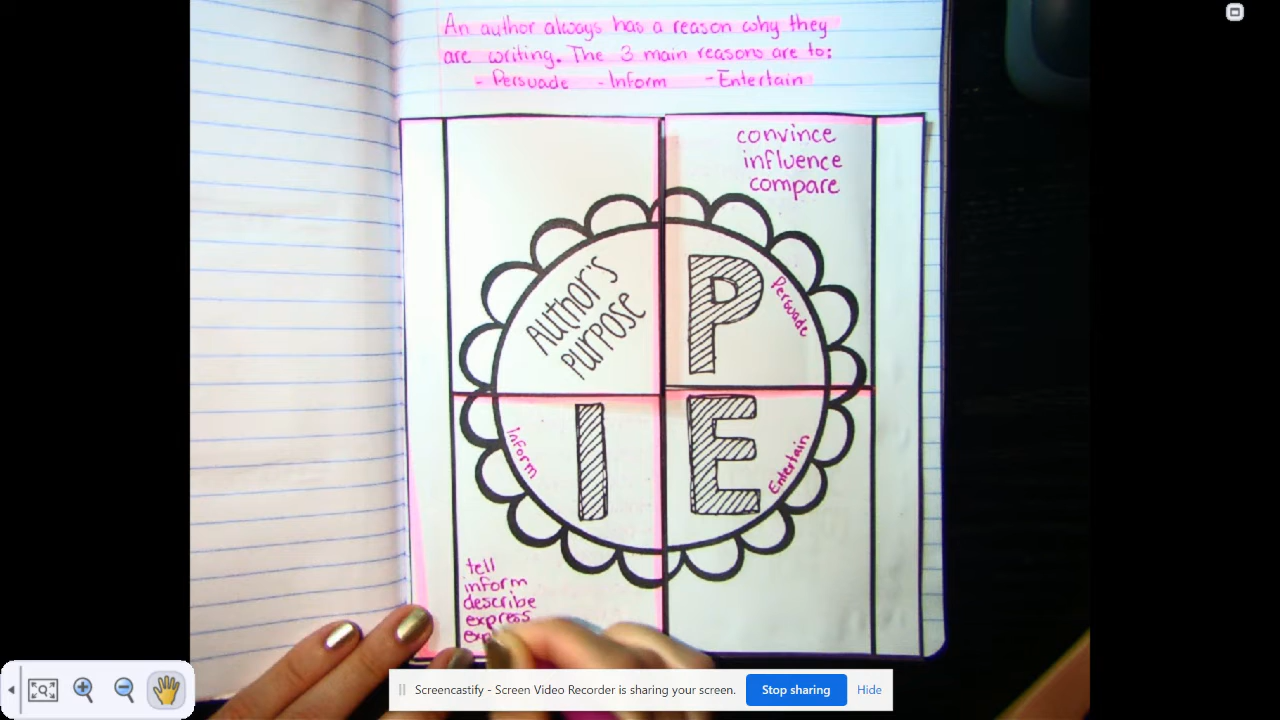 An author always has a reason why they
are writing. The 3 main reasons are to:
- Persuade - Inform - Entertain
convince
influence
compare
Author's
Purpose
P
Persuade
I
Inform
E
Entertain
tell
inform
describe
express
Screencastify - Screen Video Recorder is sharing your screen.
Stop sharing
Hide